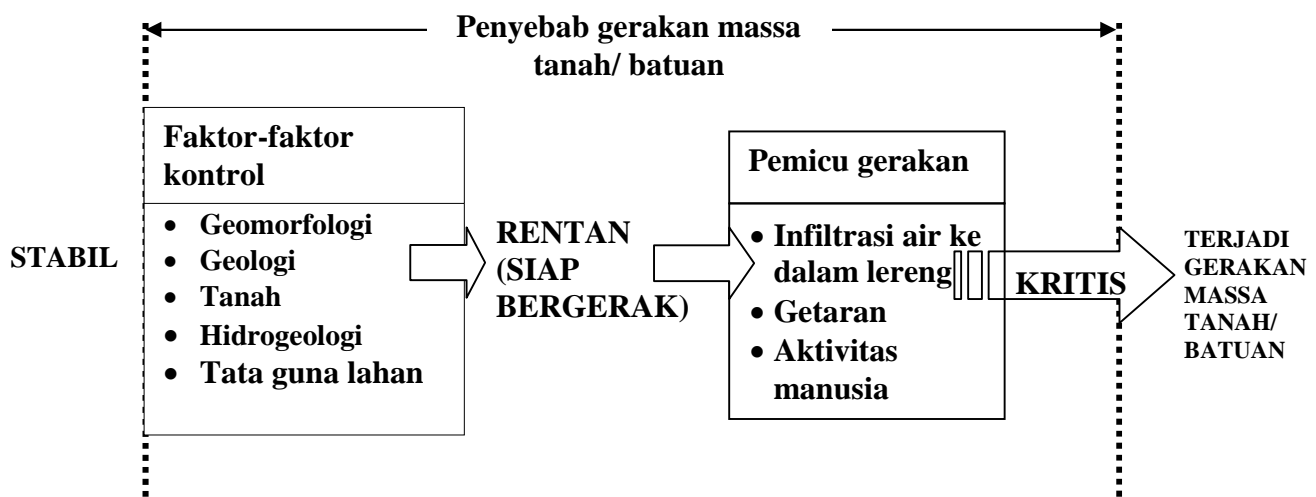 Penyebab gerakan massa
tanah/ batuan
STABIL
Faktor-faktor
kontrol
• Geomorfologi
• Geologi
• Tanah
• Hidrogeologi
• Tata guna lahan
RENTAN
(SIAP
BERGERAK)
Pemicu gerakan
• Infiltrasi air ke
dalam lereng
• Getaran
• Aktivitas
manusia
KRITIS
TERJADI
GERAKAN
MASSA
TANAH/
BATUAN